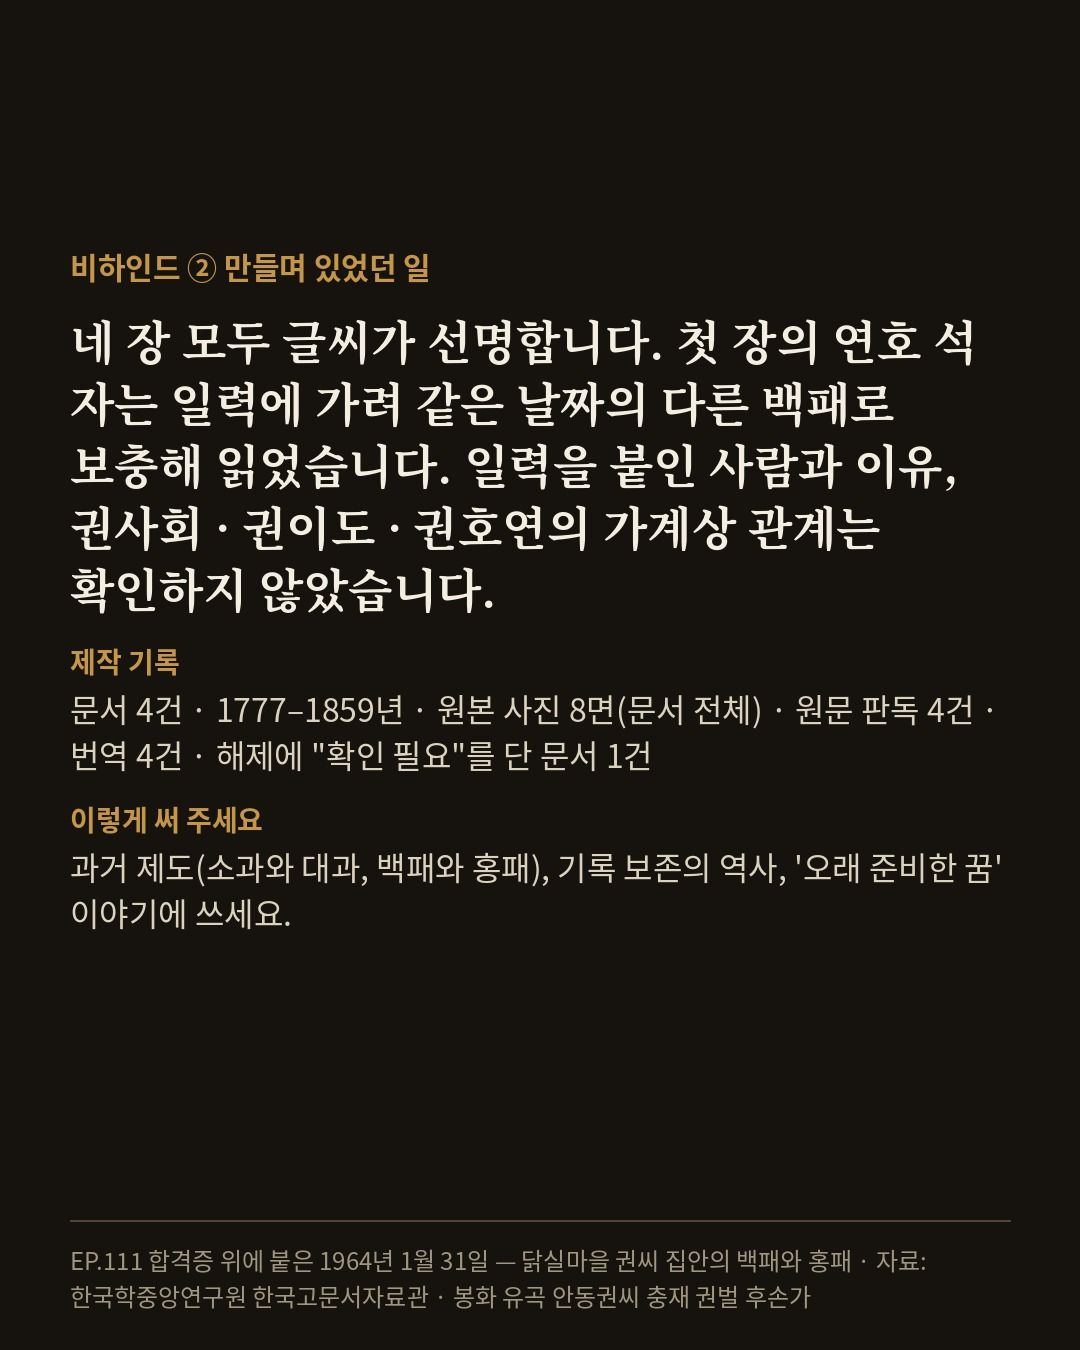 비하인드 ② 만들며 있었던 일
네 장 모두 글씨가 선명합니다. 첫 장의 연호 석
자는 일력에 가려 같은 날짜의 다른 백패로
보충해 읽었습니다. 일력을 붙인 사람과 이유,
권사회 · 권이도 · 권호연의 가계상 관계는
확인하지 않았습니다.
제작 기록
문서 4건 · 1777–1859년 · 원본 사진 8면(문서 전체) · 원문 판독 4건 ·
번역 4건 · 해제에 "확인 필요"를 단 문서 1건
이렇게 써 주세요
과거 제도(소과와 대과, 백패와 홍패), 기록 보존의 역사, '오래 준비한 꿈'
이야기에 쓰세요.
EP.111 합격증 위에 붙은 1964년 1월 31일 — 닭실마을 권씨 집안의 백패와 홍패 · 자료:
한국학중앙연구원 한국고문서자료관 · 봉화 유곡 안동권씨 충재 권벌 후손가